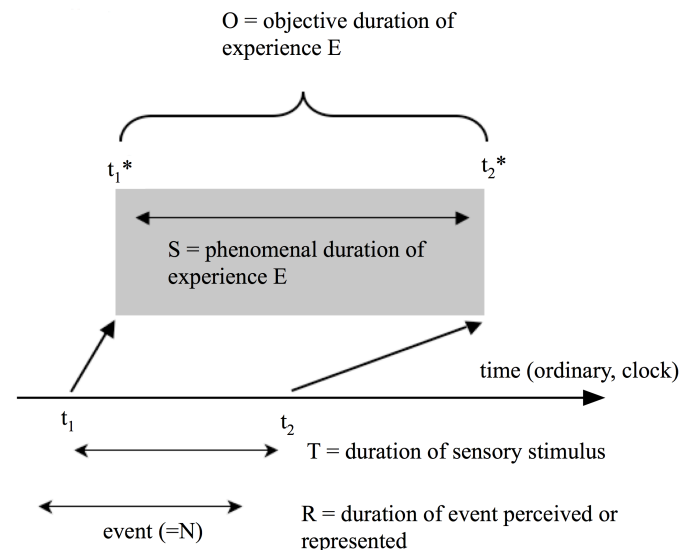 O = objective duration of
experience E
t1*
t2*
S = phenomenal duration of
experience E
time (ordinary, clock)
t1
t2
T = duration of sensory stimulus
R = duration of event perceived or
represented
event (=N)